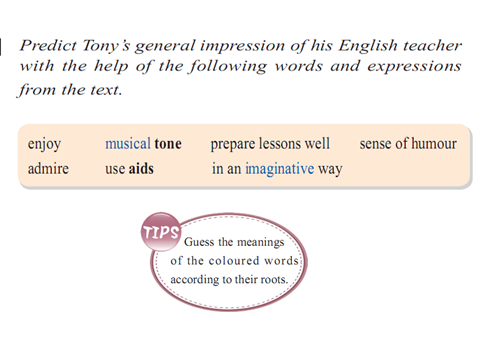 Predict Tony's general impression of his English teacher
with the help of the following words and expressions
from the text.
enjoy musical tone prepare lessons well sense of humour
admire use aids in an imaginative way
TIPS
Guess the meanings
of the coloured words
according to their roots.